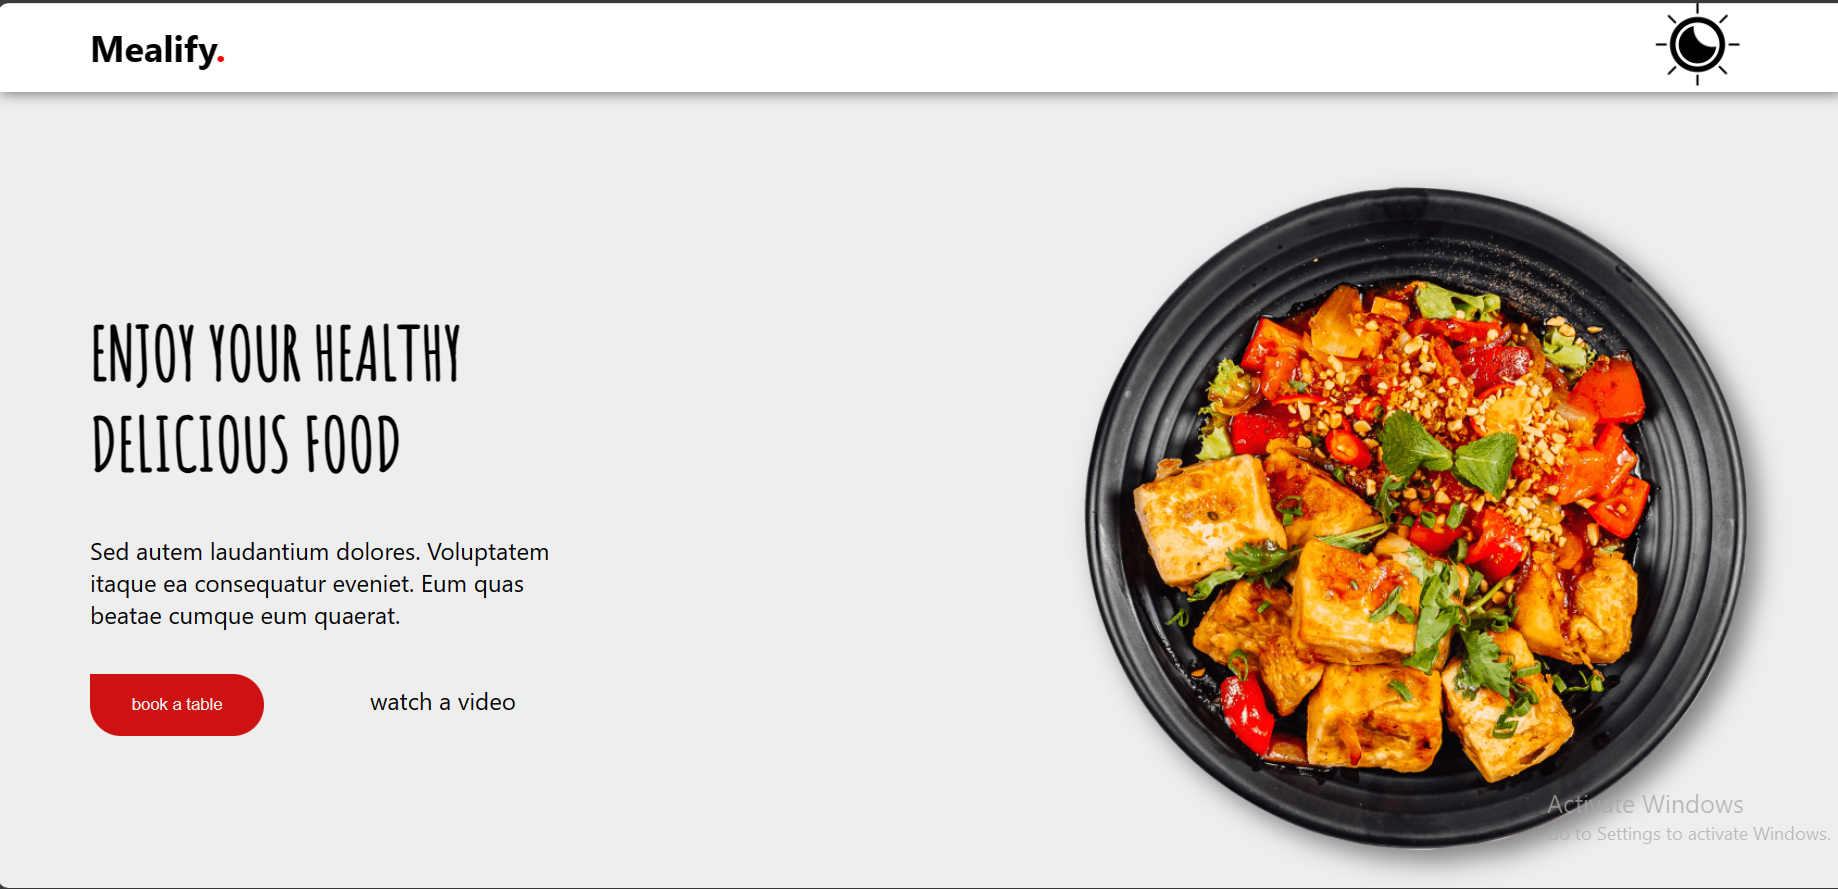 Mealify.
ENJOY YOUR HEALTHY
DELICIOUS FOOD
Sed autem laudantium dolores. Voluptatem
itaque ea consequatur eveniet. Eum quas
beatae cumque eum quaerat.
book a table
watch a video
Activate Windows
Go to Settings to activate Windows.